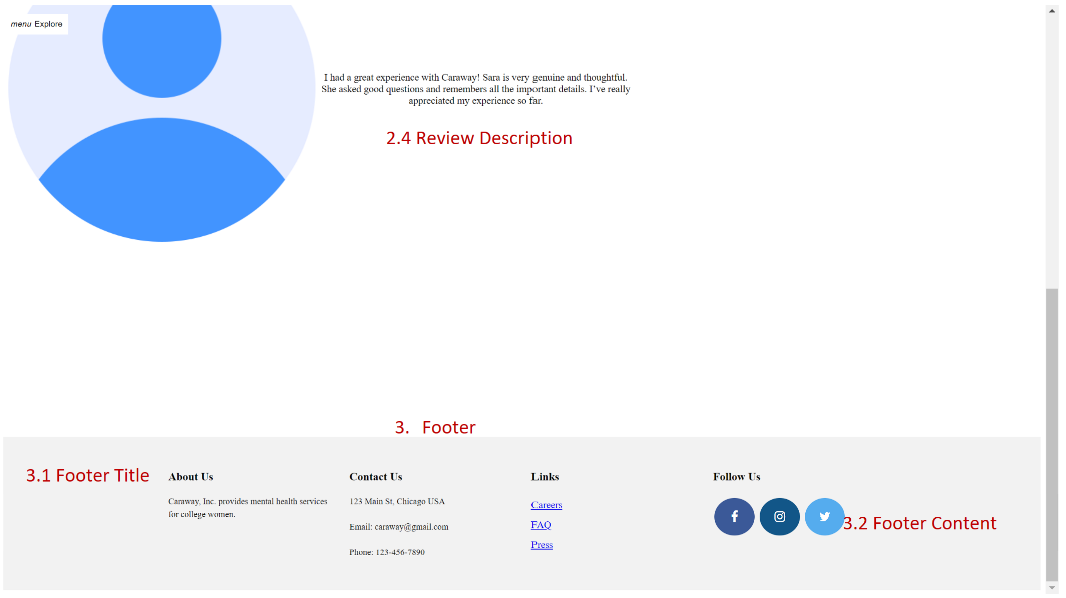 menu Explore
I had a great experience with Caraway! Sara is very genuine and thoughtful.
She asked good questions and remembers all the important details. I’ve really
appreciated my experience so far.
2.4 Review Description
3. Footer
3.1 Footer Title
About Us
Caraway, Inc. provides mental health services
for college women.
Contact Us
123 Main St, Chicago USA
Email: caraway@gmail.com
Phone: 123-456-7890
Links
Careers
FAQ
Press
Follow Us
3.2 Footer Content